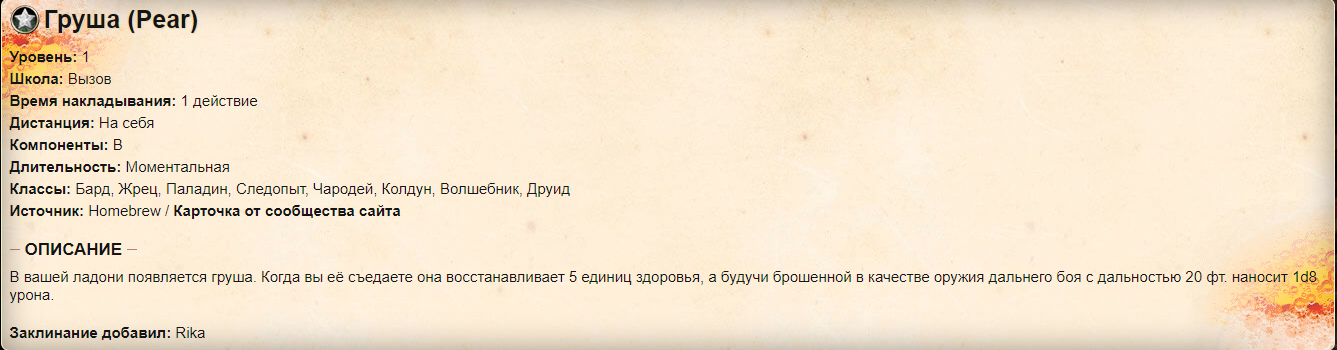 Груша (Pear)
Уровень: 1
Школа: Вызов
Время накладывания: 1 действие
Дистанция: На себя
Компоненты: В
Длительность: Моментальная
Классы: Бард, Жрец, Паладин, Следопыт, Чародей, Колдун, Волшебник, Друид
Источник: Homebrew / Карточка от сообщества сайта
– ОПИСАНИЕ –
В вашей ладони появляется груша. Когда вы её съедаете она восстанавливает 5 единиц здоровья, а будучи брошенной в качестве оружия дальнего боя с дальностью 20 фт. наносит 1d8
урона.
Заклинание добавил: Rika